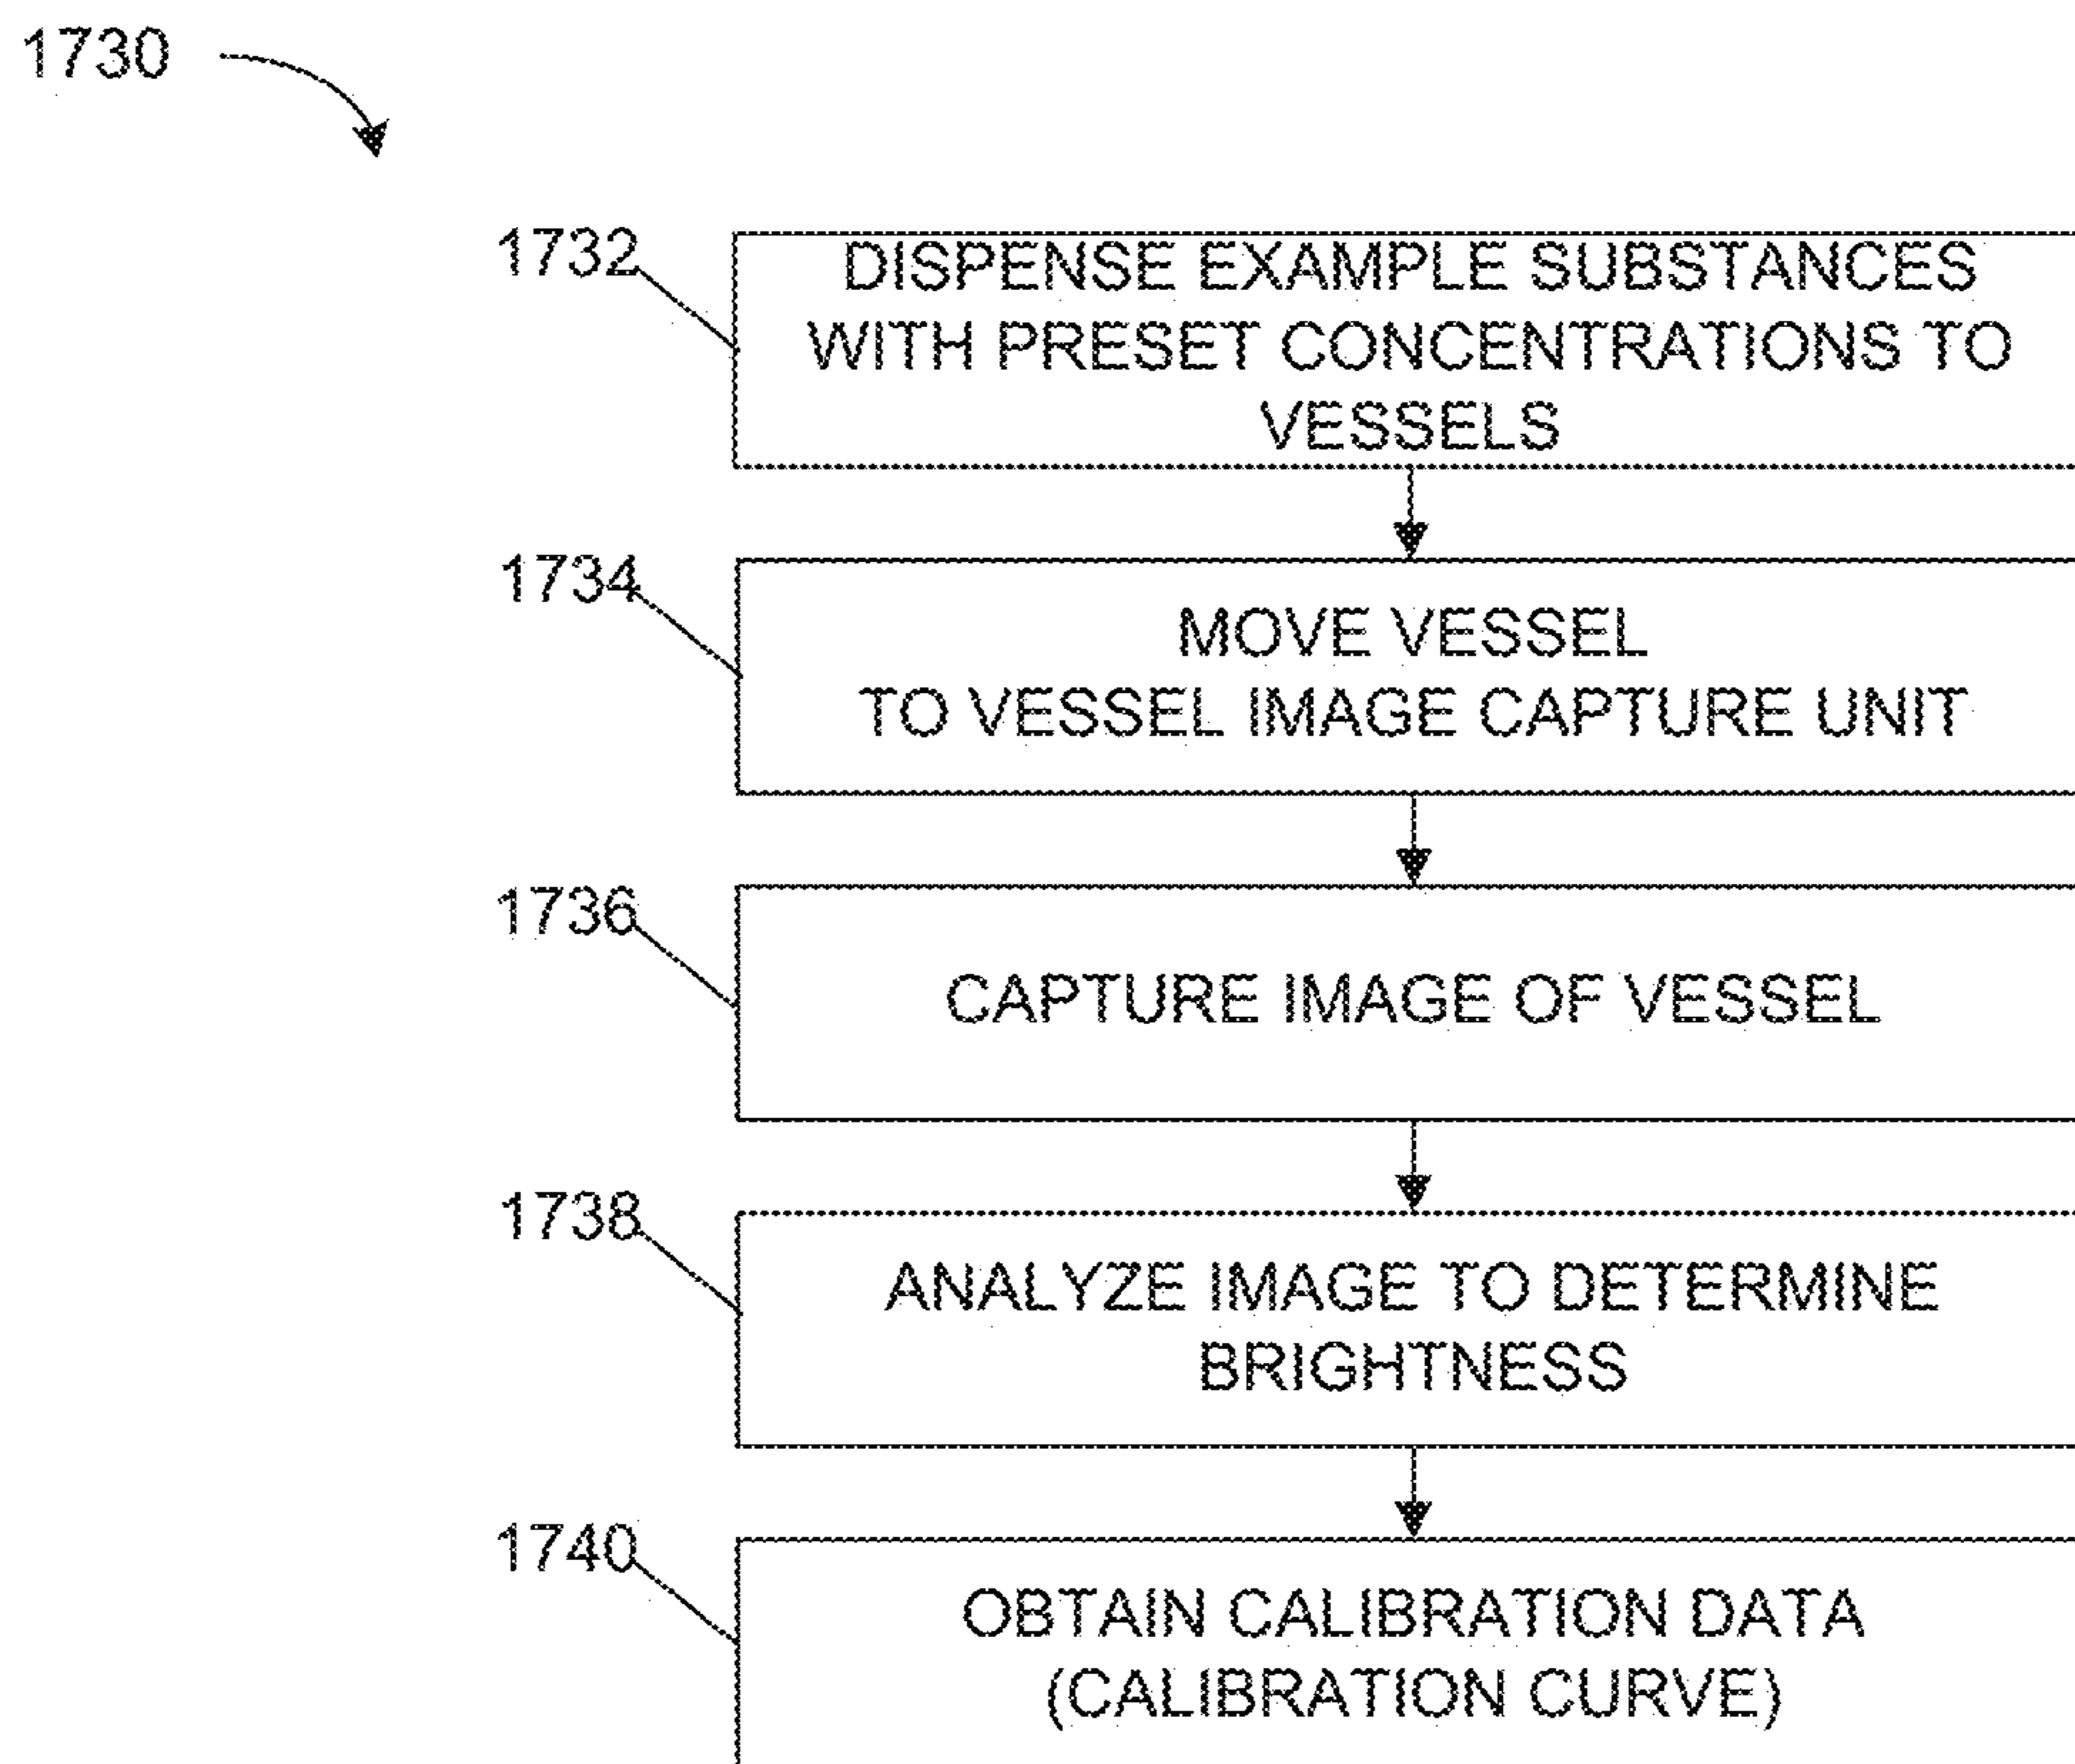 1730
1732
DISPENSE EXAMPLE SUBSTANCES
WITH PRESET CONCENTRATIONS TO
VESSELS
1734
MOVE VESSEL
TO VESSEL IMAGE CAPTURE UNIT
1736
CAPTURE IMAGE OF VESSEL
1738
ANALYZE IMAGE TO DETERMINE
BRIGHTNESS
1740
OBTAIN CALIBRATION DATA
(CALIBRATION CURVE)